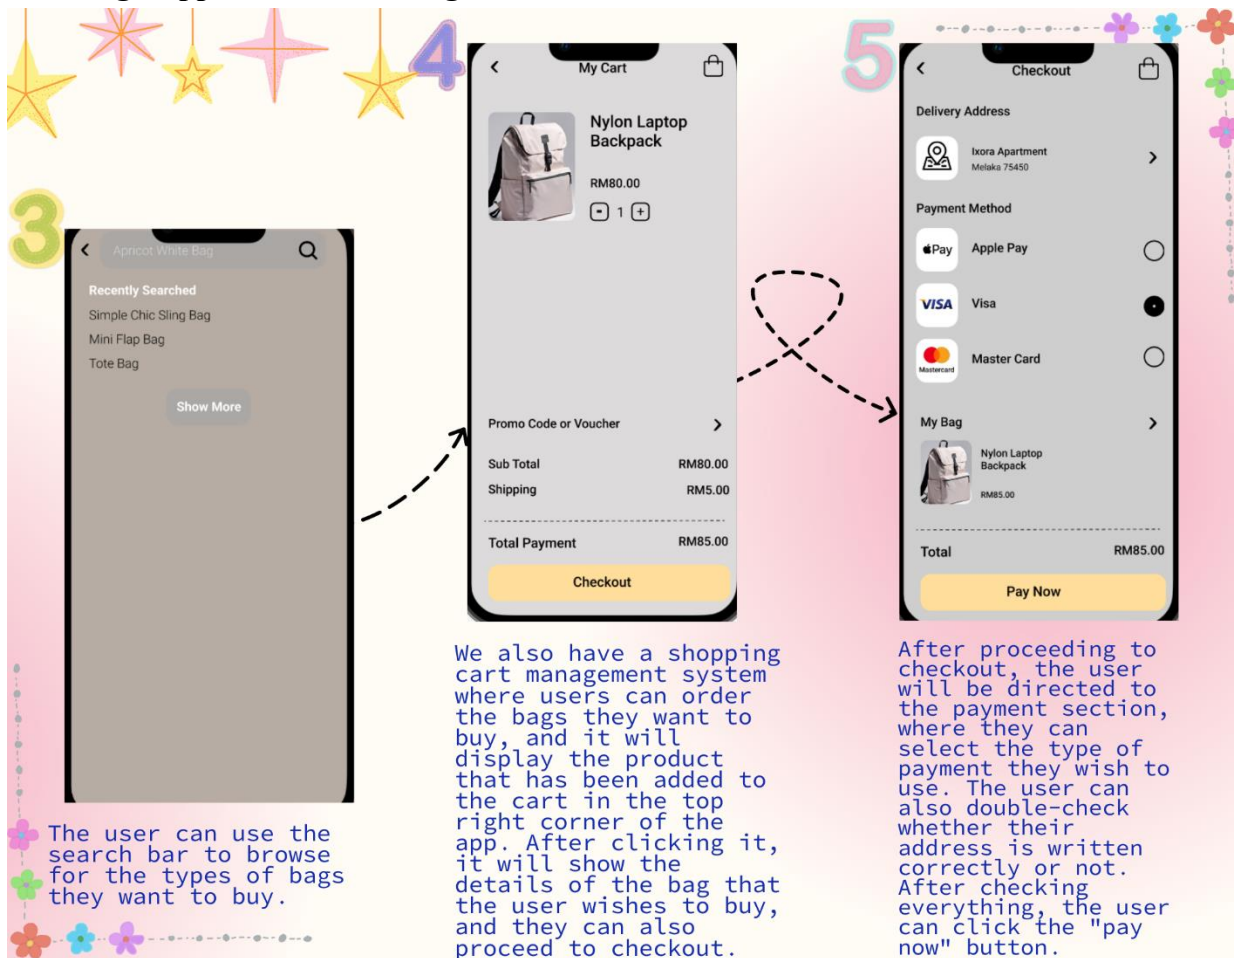 3
Apricot White Bag
Recently Searched
Simple Chic Sling Bag
Mini Flap Bag
Tote Bag
Show More
The user can use the
search bar to browse
for the types of bags
they want to buy.
4
My Cart
Nylon Laptop
Backpack
RM80.00
- 1 +
Promo Code or Voucher
Sub Total RM80.00
Shipping RM5.00
Total Payment RM85.00
Checkout
We also have a shopping
cart management system
where users can order
the bags they want to
buy, and it will
display the product
that has been added to
the cart in the top
right corner of the
app. After clicking it,
it will show the
details of the bag that
the user wishes to buy,
and they can also
proceed to checkout.
5
Checkout
Delivery Address
Ixora Apartment
Melaka 75450
Payment Method
Pay Apple Pay
VISA Visa
Mastercard Master Card
My Bag
Nylon Laptop
Backpack
RM85.00
Total RM85.00
Pay Now
After proceeding to
checkout, the user
will be directed to
the payment section,
where they can
select the type of
payment they wish to
use. The user can
also double-check
whether their
address is written
correctly or not.
After checking
everything, the user
can click the "pay
now" button.